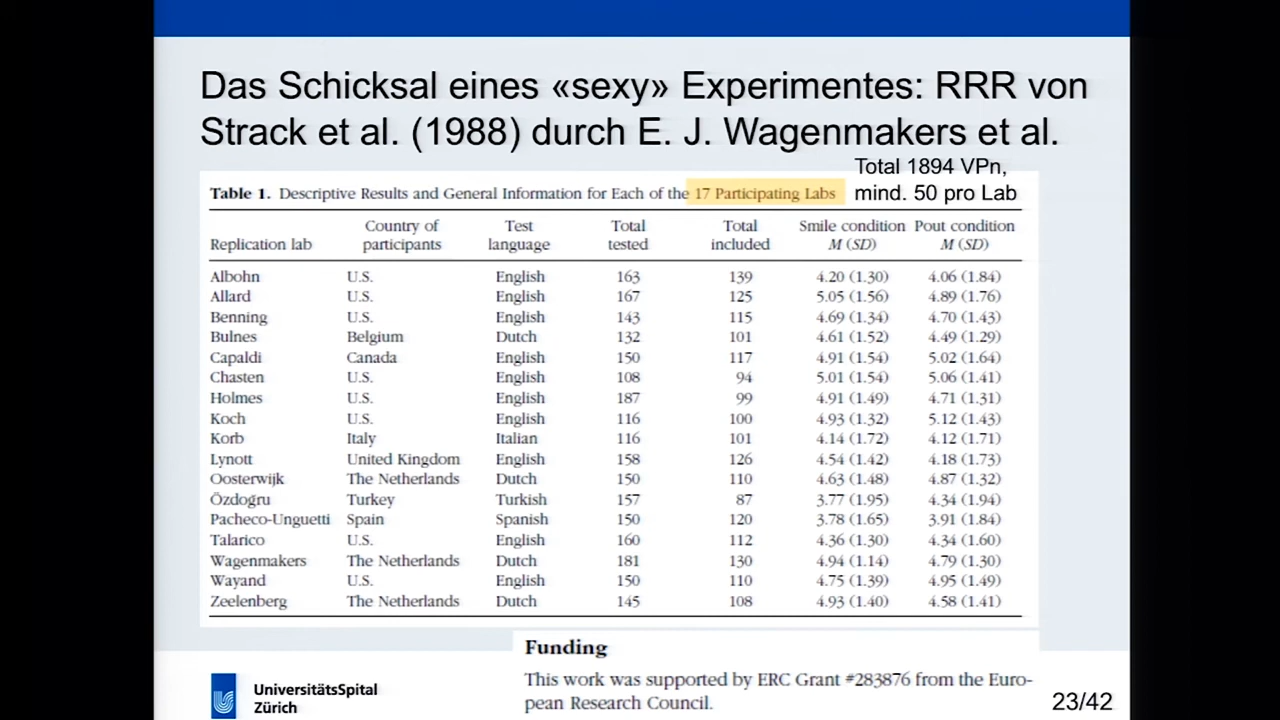 Das Schicksal eines «sexy» Experimentes: RRR von
Strack et al. (1988) durch E. J. Wagenmakers et al.
Total 1894 VPn,
mind. 50 pro Lab
Table 1. Descriptive Results and General Information for Each of the 17 Participating Labs
Replication lab Country of participants Test language Total tested Total included Smile condition M (SD) Pout condition M (SD)
Albohn U.S. English 163 139 4.20 (1.30) 4.06 (1.84)
Allard U.S. English 167 125 5.05 (1.56) 4.89 (1.76)
Benning U.S. English 143 115 4.69 (1.34) 4.70 (1.43)
Bulnes Belgium Dutch 132 101 4.61 (1.52) 4.49 (1.29)
Capaldi Canada English 150 117 4.91 (1.54) 5.02 (1.64)
Chasten U.S. English 108 94 5.01 (1.54) 5.06 (1.41)
Holmes U.S. English 187 99 4.91 (1.49) 4.71 (1.31)
Koch U.S. English 116 100 4.93 (1.32) 5.12 (1.43)
Korb Italy Italian 116 101 4.14 (1.72) 4.12 (1.71)
Lynott United Kingdom English 158 126 4.54 (1.42) 4.18 (1.73)
Oosterwijk The Netherlands Dutch 150 110 4.63 (1.48) 4.87 (1.32)
Özdoğru Turkey Turkish 157 87 3.77 (1.95) 4.34 (1.94)
Pacheco-Unguetti Spain Spanish 150 120 3.78 (1.65) 3.91 (1.84)
Talarico U.S. English 160 112 4.36 (1.30) 4.34 (1.60)
Wagenmakers The Netherlands Dutch 181 130 4.94 (1.14) 4.79 (1.30)
Wayand U.S. English 150 110 4.75 (1.39) 4.95 (1.49)
Zeelenberg The Netherlands Dutch 145 108 4.93 (1.40) 4.58 (1.41)
Funding
This work was supported by ERC Grant #283876 from the Euro-
pean Research Council.
UniversitätsSpital
Zürich
23/42